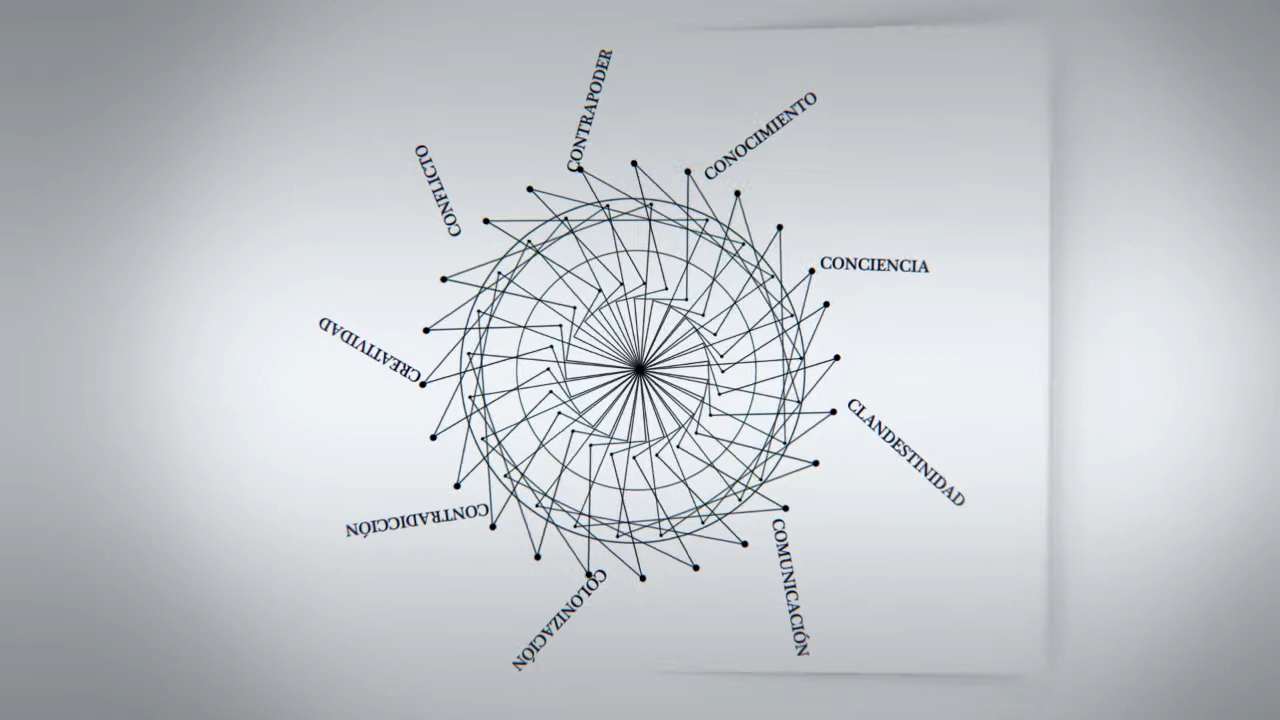 CONTRAPODER
CONOCIMIENTO
CONCIENCIA
CLANDESTINIDAD
COMUNICACIÓN
COLONIZACIÓN
CONTRADICCIÓN
CREATIVIDAD
CONFLICTO